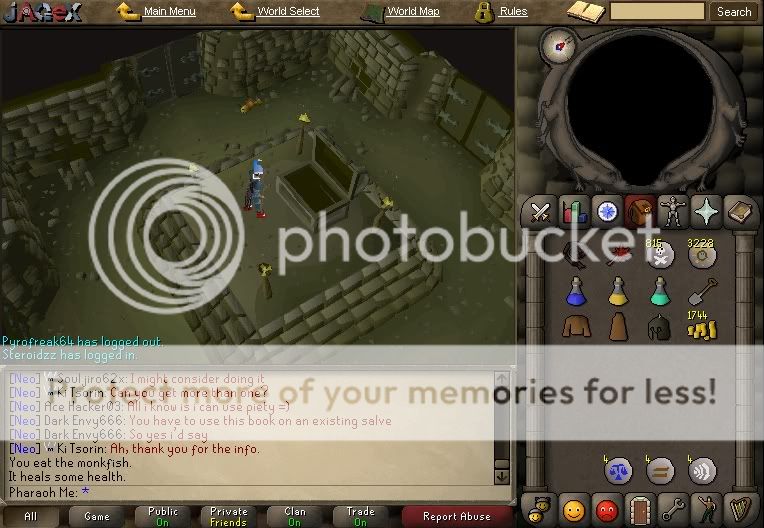 JAGEX Main Menu World Select World Map Rules Search
photobucket
815 3228
1744
Pyrofreak64 has logged out.
Steroidzz has logged in.
Protect more of your memories for less!
[Neo] Souljiro62x: I might consider doing it
[Neo] Ki Tsorin: Can you get more than one?
[Neo] Ace Hacker03: All i know is i can use piety =)
[Neo] Dark Envy666: You have to use this book on an existing salve
[Neo] Dark Envy666: So yes i'd say
[Neo] Ki Tsorin: Ah, thank you for the info.
You eat the monkfish.
It heals some health.
Pharaoh Me: *
4 4 4
All Game Public On Private Friends Clan On Trade On Report Abuse